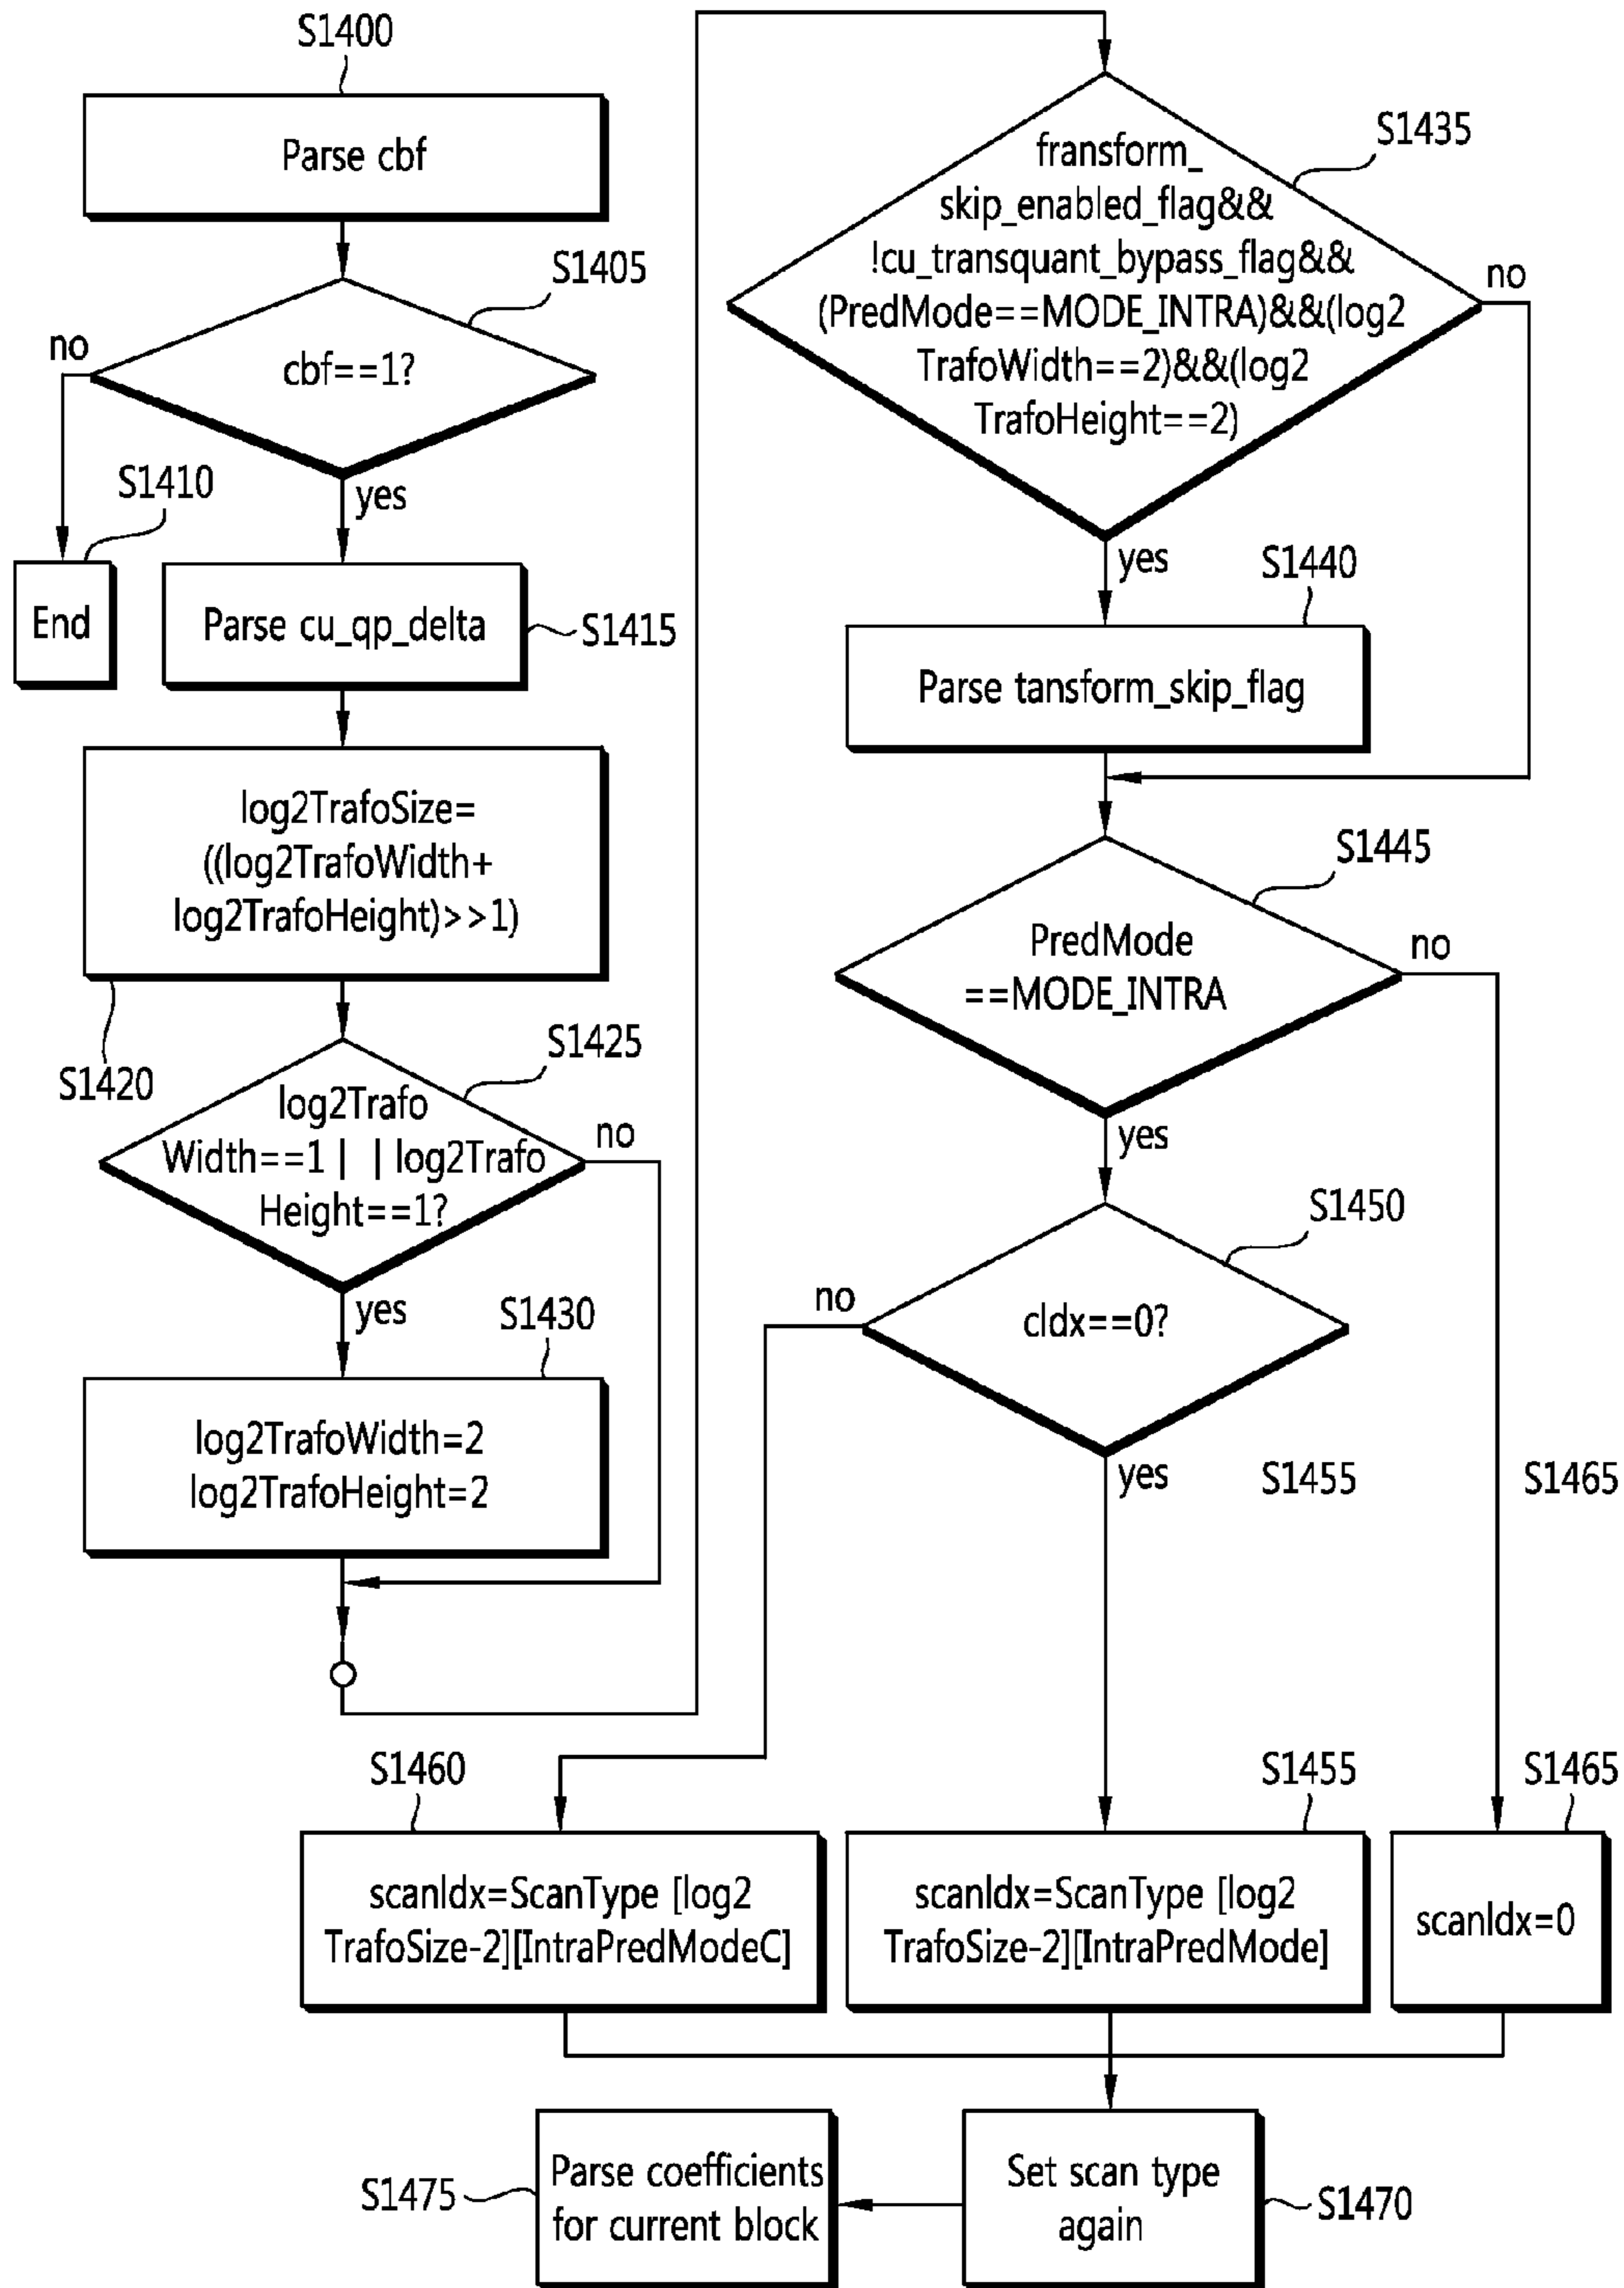 S1400
Parse cbf
S1405
no
cbf==1?
yes
S1410
End
Parse cu_qp_delta
S1415
log2TrafoSize=
((log2TrafoWidth+
log2TrafoHeight)>>1)
S1420
S1425
log2Trafo
Width==1 | | log2Trafo
Height==1?
no
yes
S1430
log2TrafoWidth=2
log2TrafoHeight=2
S1435
fransform_
skip_enabled_flag&&
!cu_transquant_bypass_flag&&
(PredMode==MODE_INTRA)&&(log2
TrafoWidth==2)&&(log2
TrafoHeight==2)
no
yes
S1440
Parse tansform_skip_flag
S1445
PredMode
==MODE_INTRA
no
yes
S1450
no
cIdx==0?
yes
S1455
S1465
S1460
S1455
S1465
scanIdx=ScanType [log2
TrafoSize-2][IntraPredModeC]
scanIdx=ScanType [log2
TrafoSize-2][IntraPredMode]
scanIdx=0
S1475
Parse coefficients
for current block
Set scan type
again
S1470